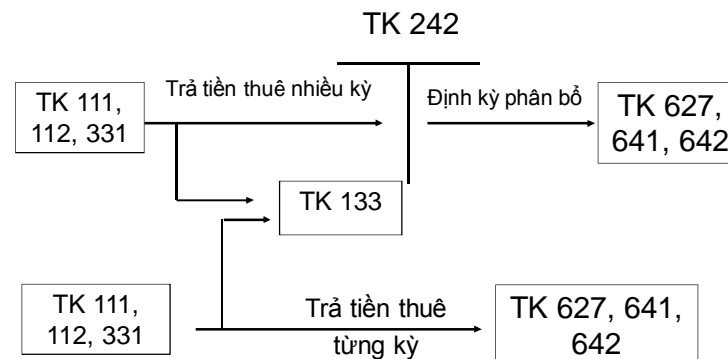 TK 242
TK 111,
112, 331
Trả tiền thuê nhiều kỳ
Định kỳ phân bổ
TK 627,
641, 642
TK 133
TK 111,
112, 331
Trả tiền thuê
từng kỳ
TK 627, 641,
642